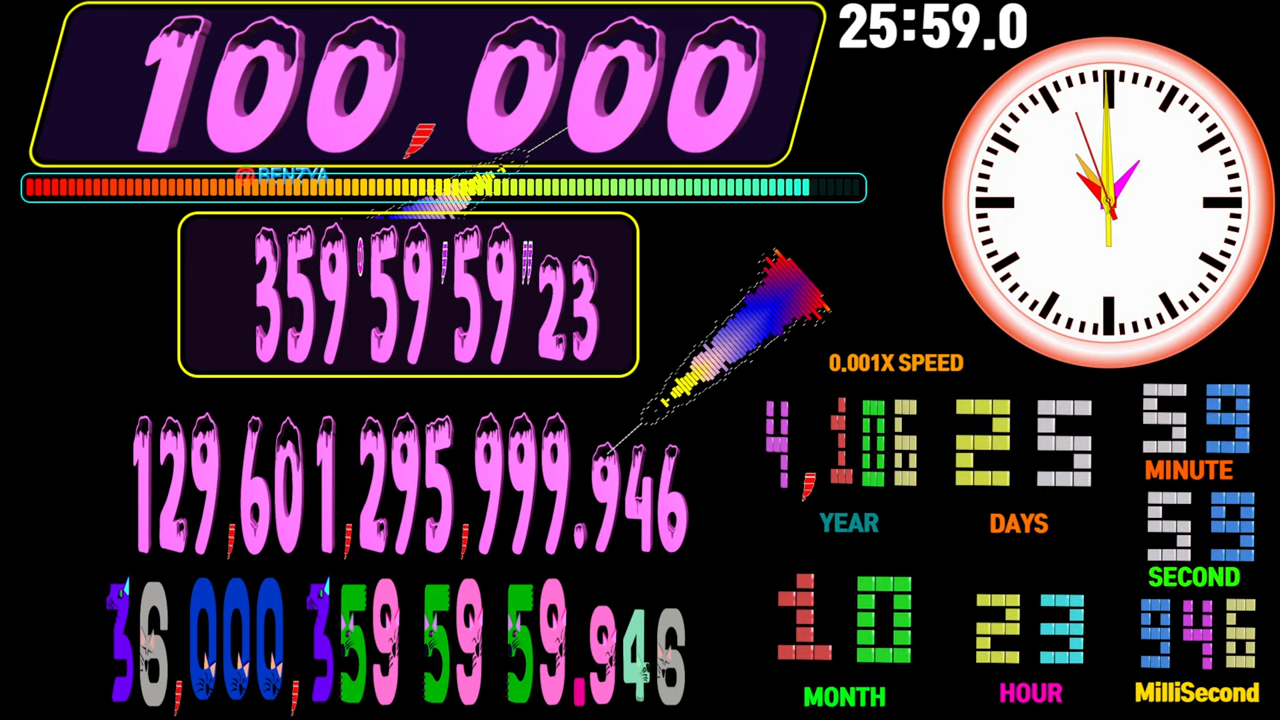 100,000
25:59.0
BENZYA
359°59'59"23
0.001X SPEED
129,601,295,999.946
4,106
YEAR
25
DAYS
59
MINUTE
59
SECOND
36,000,359 59 59.946
10
MONTH
23
HOUR
946
MilliSecond